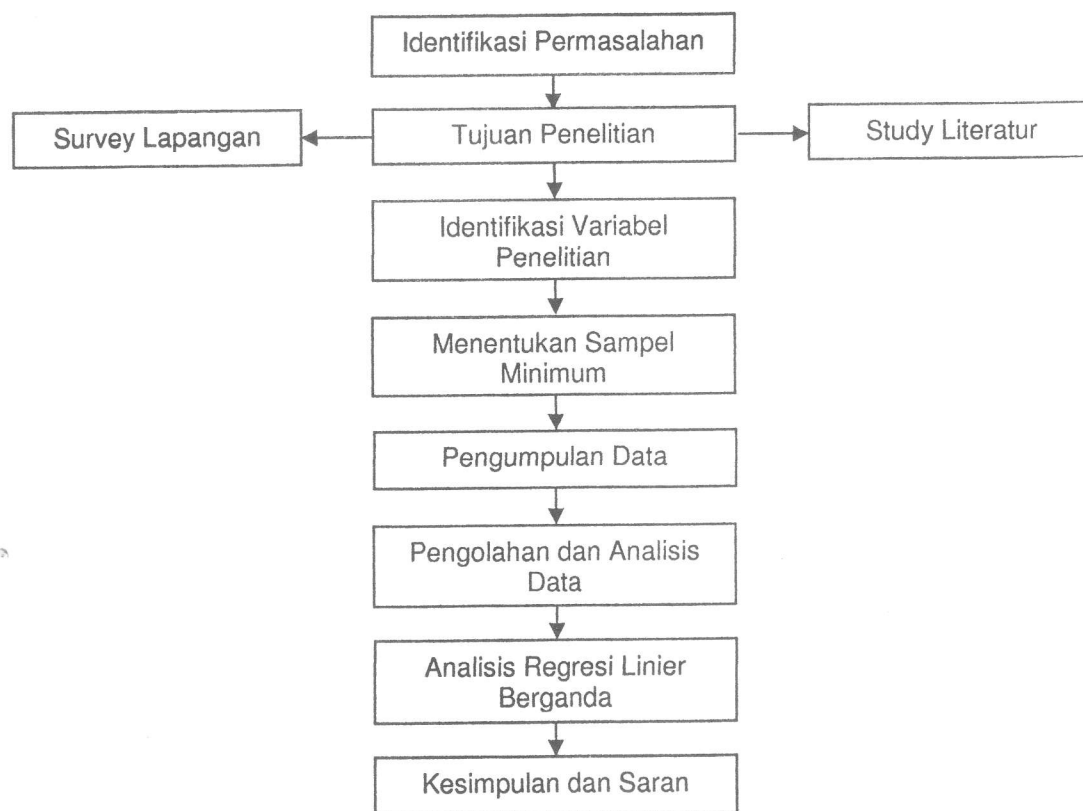 Identifikasi Permasalahan
Survey Lapangan
Tujuan Penelitian
Study Literatur
Identifikasi Variabel
Penelitian
Menentukan Sampel
Minimum
Pengumpulan Data
Pengolahan dan Analisis
Data
Analisis Regresi Linier
Berganda
Kesimpulan dan Saran